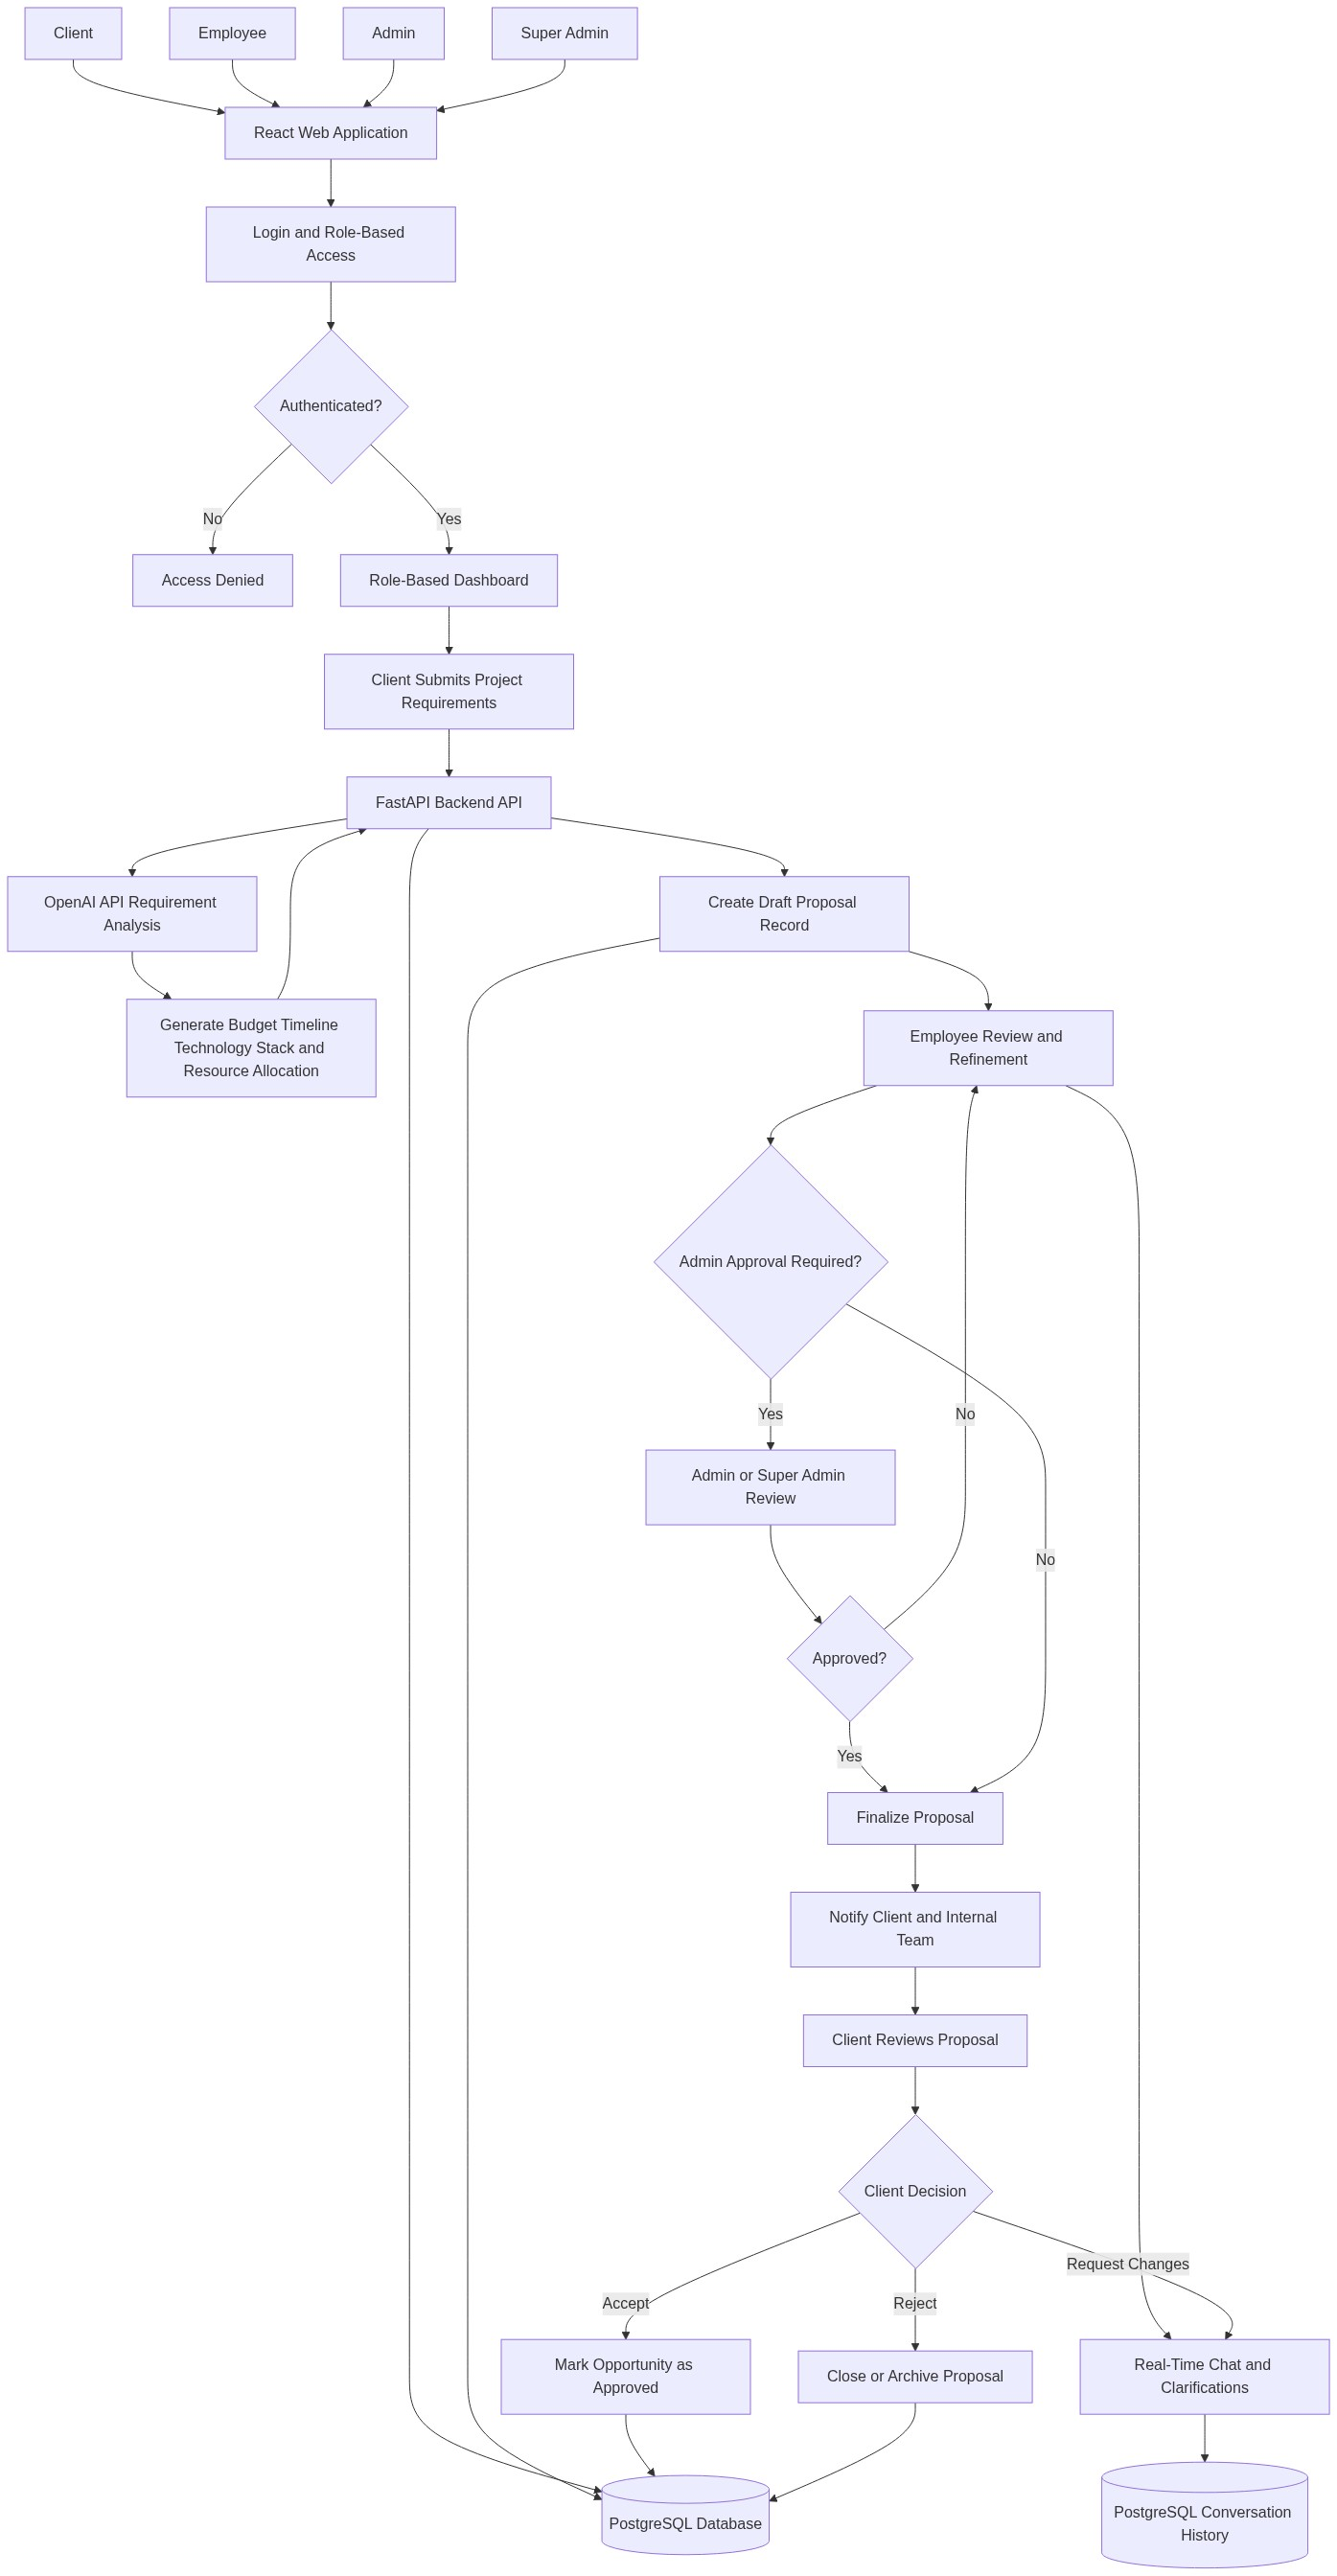 Client
Employee
Admin
Super Admin
React Web Application
Login and Role-Based
Access
Authenticated?
No
Yes
Access Denied
Role-Based Dashboard
Client Submits Project
Requirements
FastAPI Backend API
OpenAI API Requirement
Analysis
Create Draft Proposal
Record
Generate Budget Timeline
Technology Stack and
Resource Allocation
Employee Review and
Refinement
Admin Approval Required?
Yes
No
Admin or Super Admin
Review
No
Approved?
Yes
Finalize Proposal
Notify Client and Internal
Team
Client Reviews Proposal
Client Decision
Request Changes
Accept
Reject
Mark Opportunity as
Approved
Close or Archive Proposal
Real-Time Chat and
Clarifications
PostgreSQL Database
PostgreSQL Conversation
History